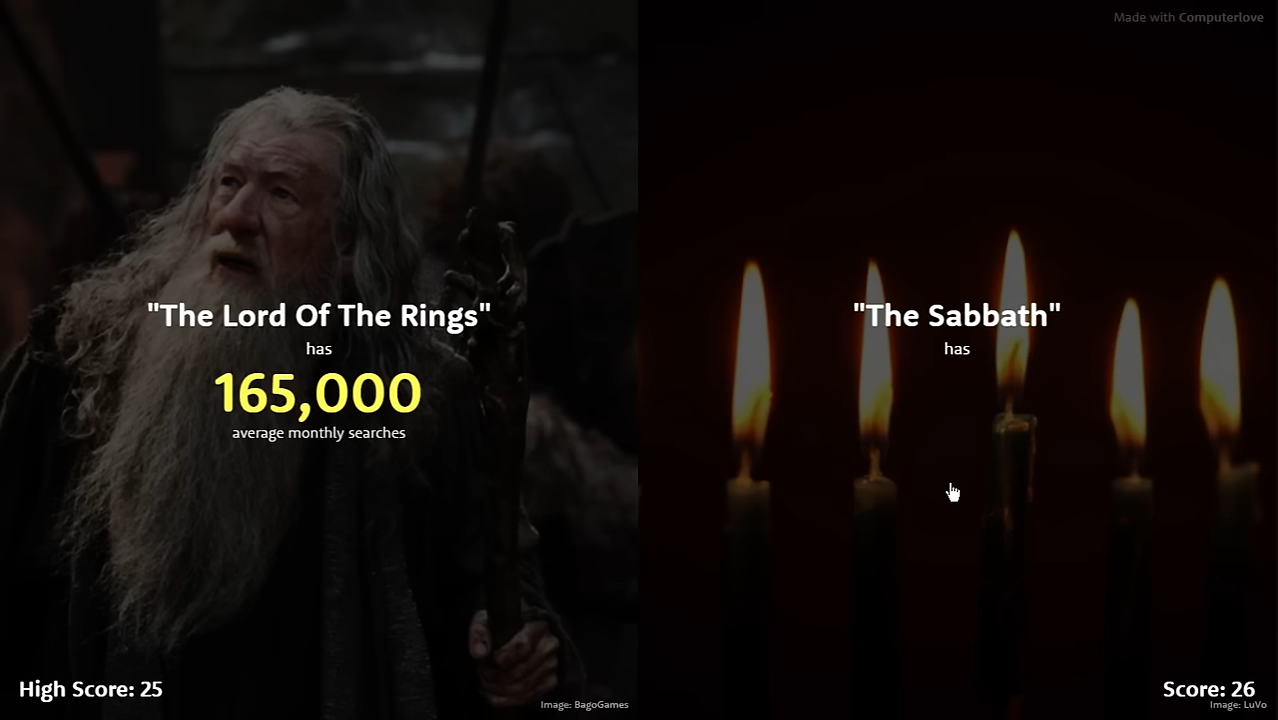 Made with Computerlove
"The Lord Of The Rings"
has
165,000
average monthly searches
"The Sabbath"
has
High Score: 25
Image: BagoGames
Score: 26
Image: LuVo